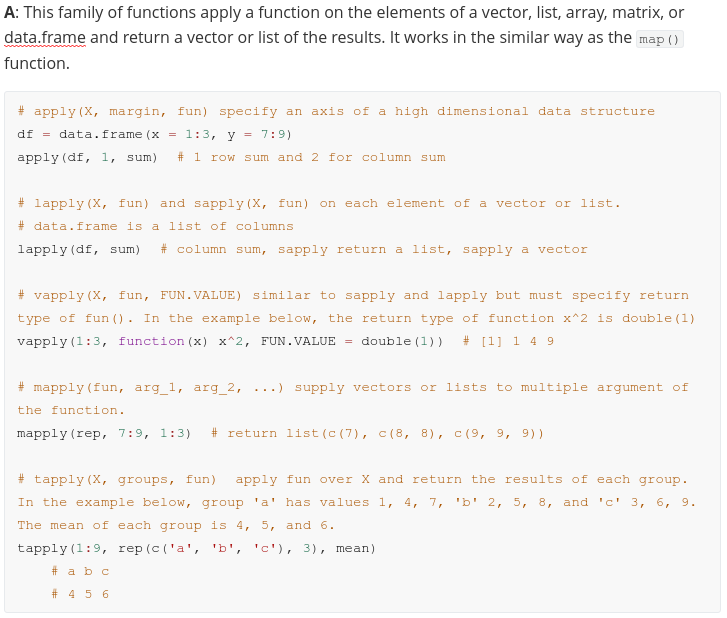 A: This family of functions apply a function on the elements of a vector, list, array, matrix, or
data.frame and return a vector or list of the results. It works in the similar way as the map()
function.
# apply(X, margin, fun) specify an axis of a high dimensional data structure
df = data.frame(x = 1:3, y = 7:9)
apply(df, 1, sum)  # 1 row sum and 2 for column sum
# lapply(X, fun) and sapply(X, fun) on each element of a vector or list.
# data.frame is a list of columns
lapply(df, sum)  # column sum, sapply return a list, sapply a vector
# vapply(X, fun, FUN.VALUE) similar to sapply and lapply but must specify return
type of fun(). In the example below, the return type of function x^2 is double(1)
vapply(1:3, function(x) x^2, FUN.VALUE = double(1))  # [1] 1 4 9
# mapply(fun, arg_1, arg_2, ...) supply vectors or lists to multiple argument of
the function.
mapply(rep, 7:9, 1:3)  # return list(c(7), c(8, 8), c(9, 9, 9))
# tapply(X, groups, fun)  apply fun over X and return the results of each group.
In the example below, group 'a' has values 1, 4, 7, 'b' 2, 5, 8, and 'c' 3, 6, 9.
The mean of each group is 4, 5, and 6.
tapply(1:9, rep(c('a', 'b', 'c'), 3), mean)
# a b c
# 4 5 6